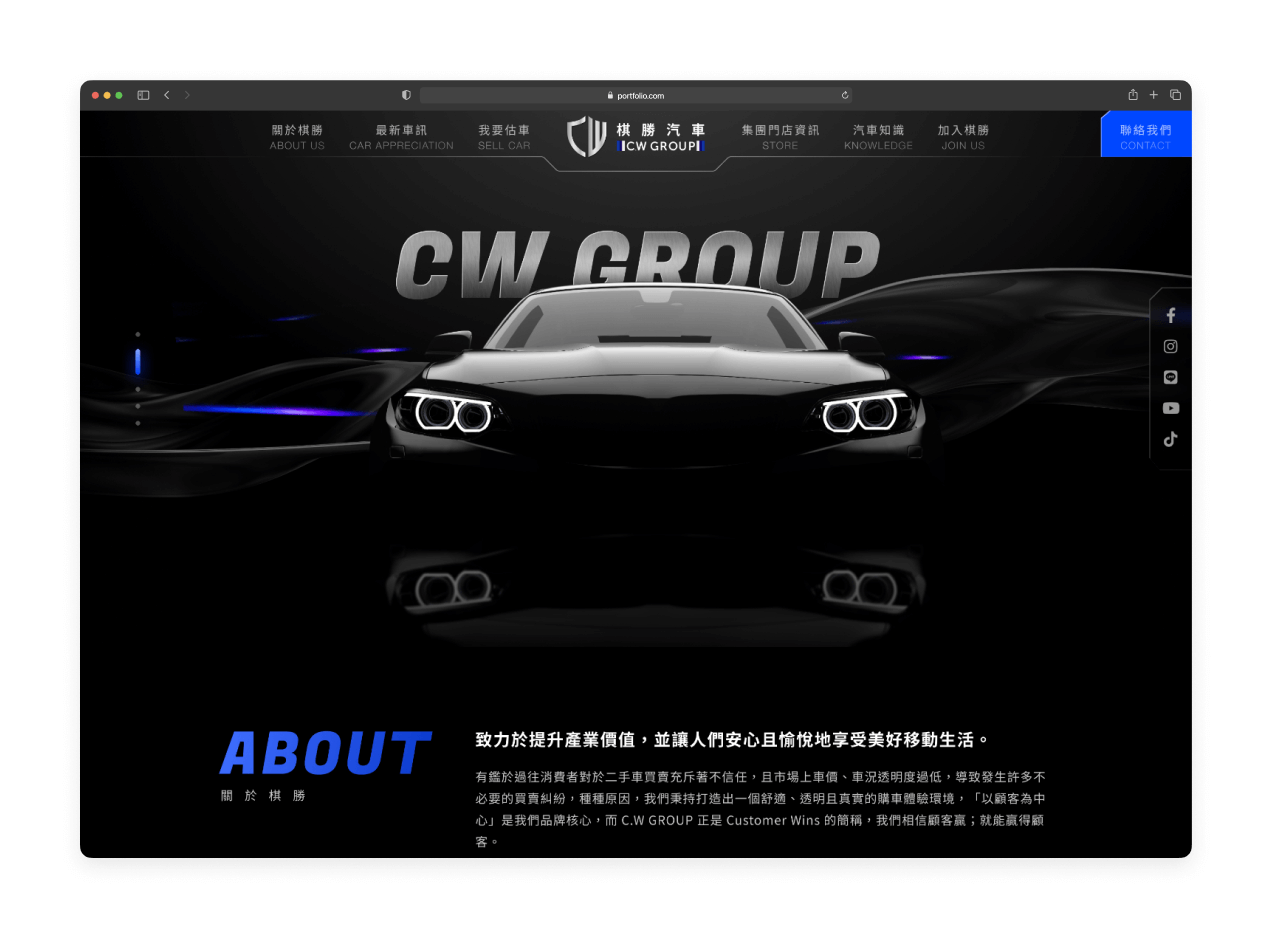 portfolio.com
關於棋勝
ABOUT US
最新車訊
CAR APPRECIATION
我要估車
SELL CAR
棋勝汽車
CW GROUP
集團門店資訊
STORE
汽車知識
KNOWLEDGE
加入棋勝
JOIN US
聯絡我們
CONTACT
CW GROUP
ABOUT
關於棋勝
致力於提升產業價值，並讓人們安心且愉悅地享受美好移動生活。
有鑑於過往消費者對於二手車買賣充斥著不信任，且市場上車價、車況透明度過低，導致發生許多不
必要的買賣糾紛，種種原因，我們秉持打造出一個舒適、透明且真實的購車體驗環境，「以顧客為中
心」是我們品牌核心，而 C.W GROUP 正是 Customer Wins 的簡稱，我們相信顧客贏；就能贏得顧
客。